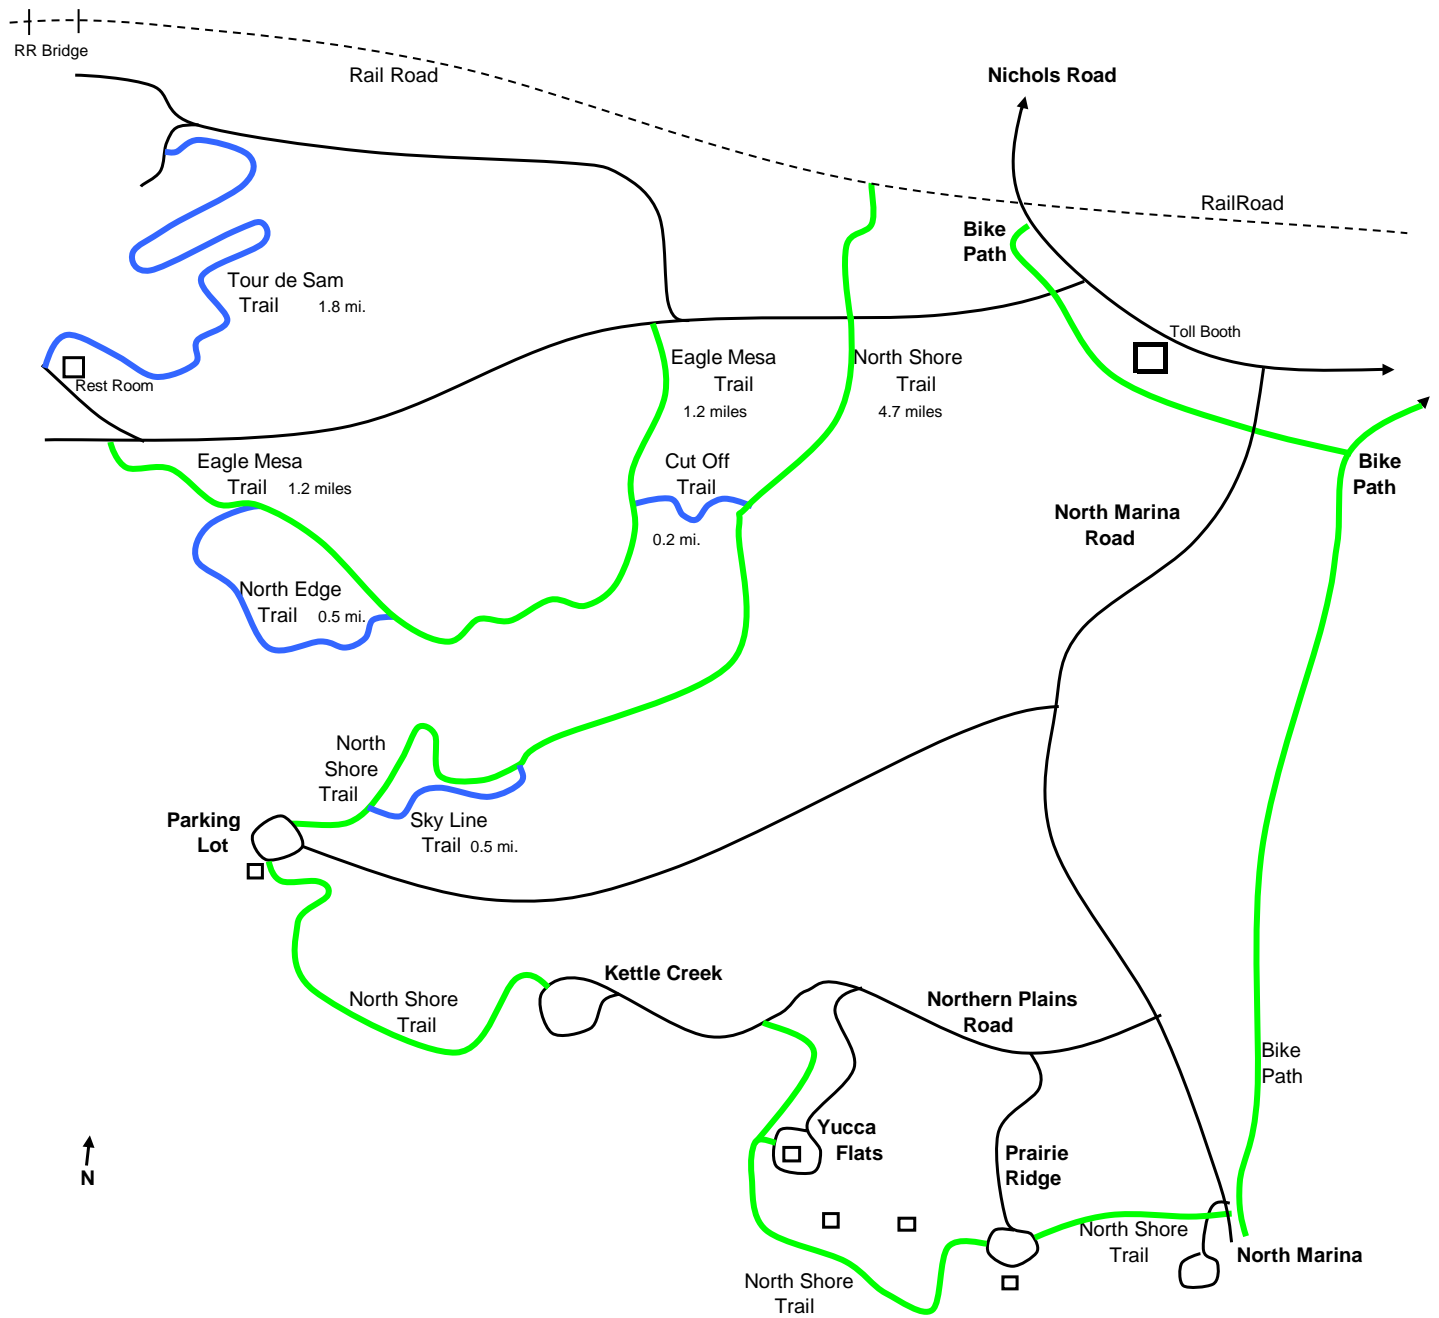 RR Bridge
Rail Road
Nichols Road
RailRoad
Bike
Path
Tour de Sam
Trail 1.8 mi.
Toll Booth
Rest Room
Eagle Mesa
Trail
1.2 miles
North Shore
Trail
4.7 miles
Eagle Mesa
Trail 1.2 miles
Cut Off
Trail
0.2 mi.
Bike
Path
North Marina
Road
North Edge
Trail 0.5 mi.
North
Shore
Trail
Parking
Lot
Sky Line
Trail 0.5 mi.
Kettle Creek
North Shore
Trail
Northern Plains
Road
Bike
Path
Yucca
Flats
Prairie
Ridge
N
North Shore
Trail
North Marina
North Shore
Trail